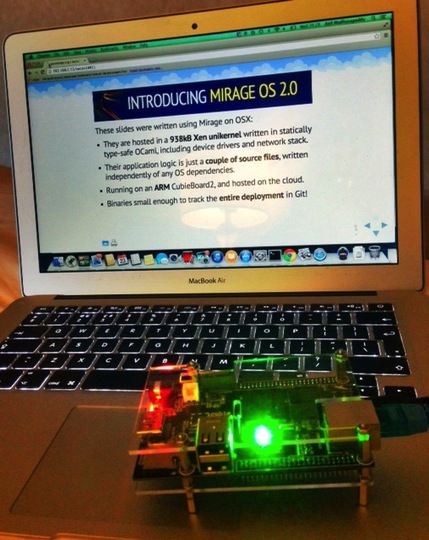 INTRODUCING MIRAGE OS 2.0
These slides were written using Mirage on OSX:
• They are hosted in a 938kB Xen unikernel written in statically
type-safe OCaml, including device drivers and network stack.
• Their application logic is just a couple of source files, written
independently of any OS dependencies.
• Running on an ARM CubieBoard2, and hosted on the cloud.
• Binaries small enough to track the entire deployment in Git!
MacBook Air